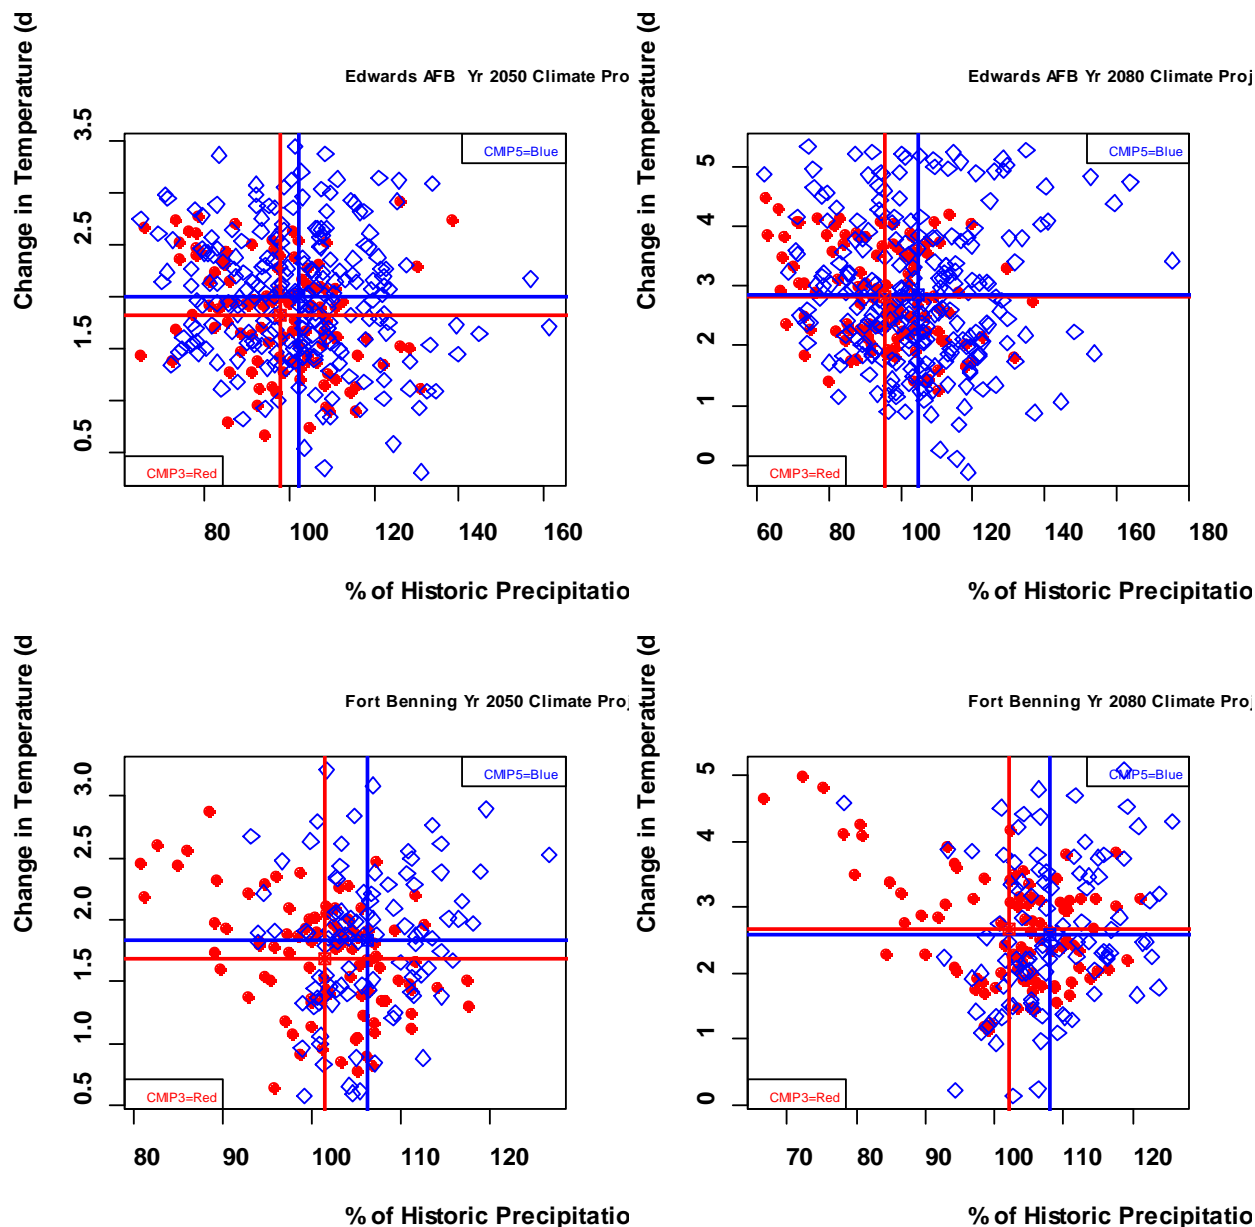 Change in Temperature (d
Edwards AFB Yr 2050 Climate Pro
CMIP5=Blue
CMIP3=Red
0.5 1.5 2.5 3.5
80 100 120 140 160
% of Historic Precipitatio
Change in Temperature (d
Edwards AFB Yr 2080 Climate Proj
CMIP5=Blue
CMIP3=Red
0 1 2 3 4 5
60 80 100 120 140 160 180
% of Historic Precipitatio
Change in Temperature (d
Fort Benning Yr 2050 Climate Proj
CMIP5=Blue
CMIP3=Red
0.5 1.0 1.5 2.0 2.5 3.0
80 90 100 110 120
% of Historic Precipitatio
Change in Temperature (d
Fort Benning Yr 2080 Climate Proj
CMIP5=Blue
CMIP3=Red
0 1 2 3 4 5
70 80 90 100 110 120
% of Historic Precipitatio